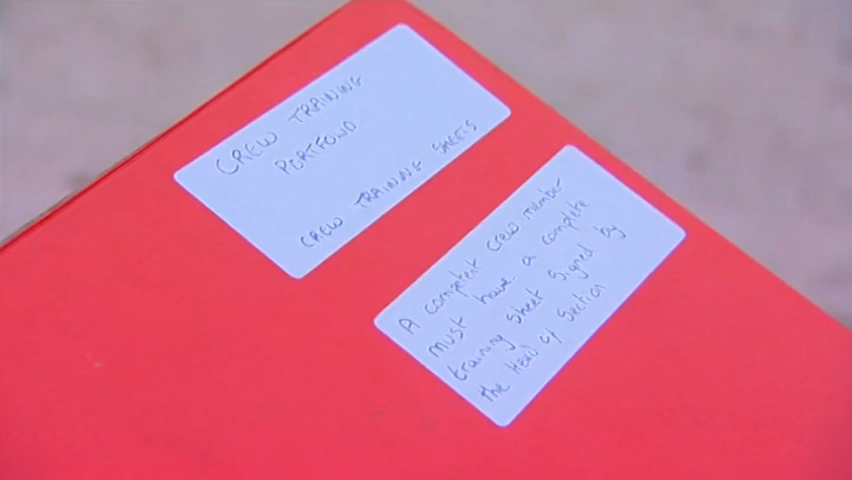 CREW TRAINING
PORTFOLIO
CREW TRAINING SHEETS
A competent crew member
must have a complete
training sheet signed by
the Head of Section